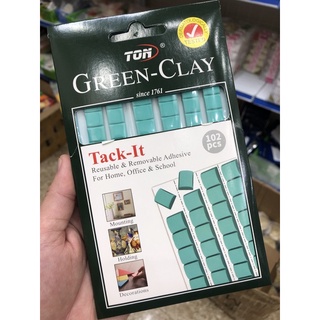 TON
GREEN-CLAY
since 1761
102
pcs
Tack-It
Reusable & Removable Adhesive
For Home, Office & School
Mounting
Holding
Decorations